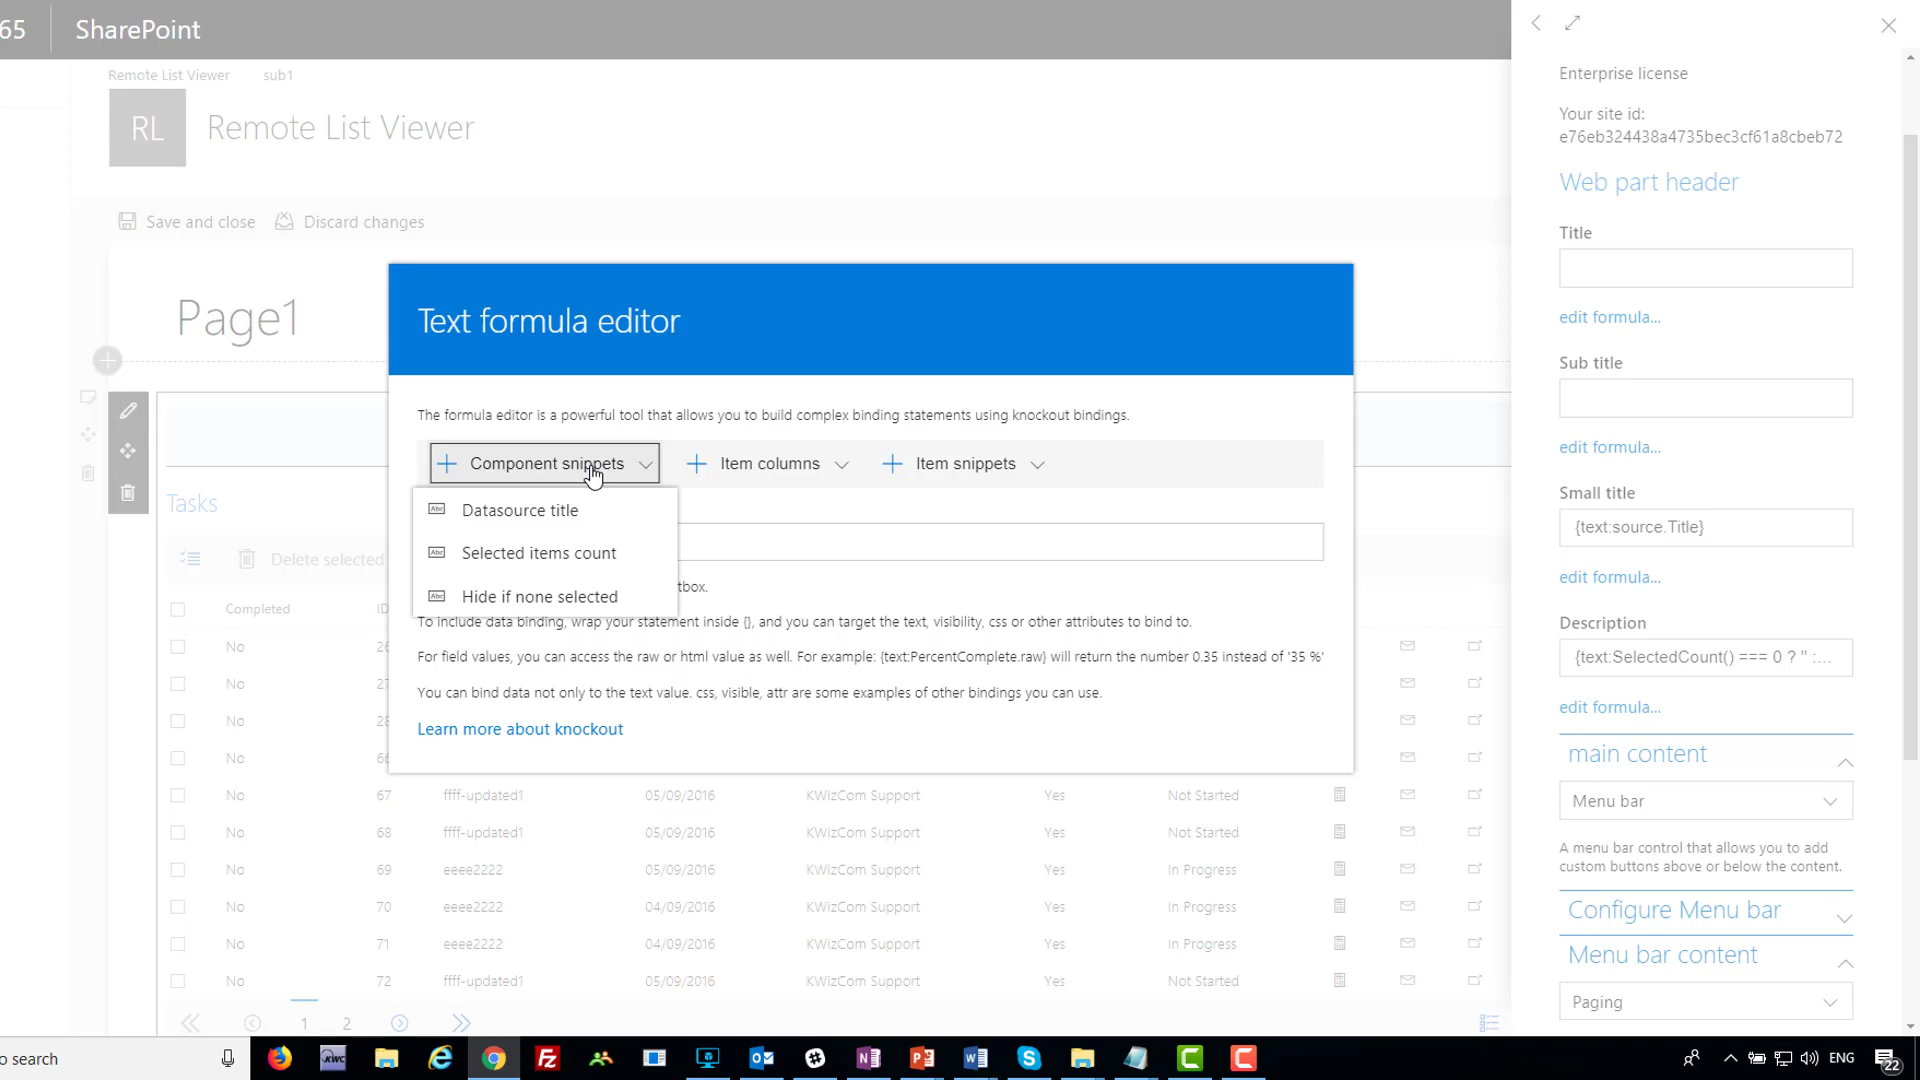 65 SharePoint
Remote List Viewer sub1
RL Remote List Viewer
Save and close Discard changes
Page1
Text formula editor
The formula editor is a powerful tool that allows you to build complex binding statements using knockout bindings.
Component snippets Item columns Item snippets
Datasource title
Selected items count
Hide if none selected
tbox.
To include data binding, wrap your statement inside {}, and you can target the text, visibility, css or other attributes to bind to.
For field values, you can access the raw or html value as well. For example: {text:PercentComplete.raw} will return the number 0.35 instead of '35 %'
You can bind data not only to the text value. css, visible, attr are some examples of other bindings you can use.
Learn more about knockout
Tasks
Delete selected
Completed ID
No 26
No 27
No 28
No 66
No 67 ffff-updated1 05/09/2016 KWizCom Support Yes Not Started
No 68 ffff-updated1 05/09/2016 KWizCom Support Yes Not Started
No 69 eeee2222 05/09/2016 KWizCom Support Yes In Progress
No 70 eeee2222 04/09/2016 KWizCom Support Yes In Progress
No 71 eeee2222 04/09/2016 KWizCom Support Yes In Progress
No 72 ffff-updated1 05/09/2016 KWizCom Support Yes Not Started
1 2
Enterprise license
Your site id:
e76eb324438a4735bec3cf61a8cbeb72
Web part header
Title
edit formula...
Sub title
edit formula...
Small title
{text:source.Title}
edit formula...
Description
{text:SelectedCount() === 0 ? '' :...
edit formula...
main content
Menu bar
A menu bar control that allows you to add
custom buttons above or below the content.
Configure Menu bar
Menu bar content
Paging
o search
ENG
22